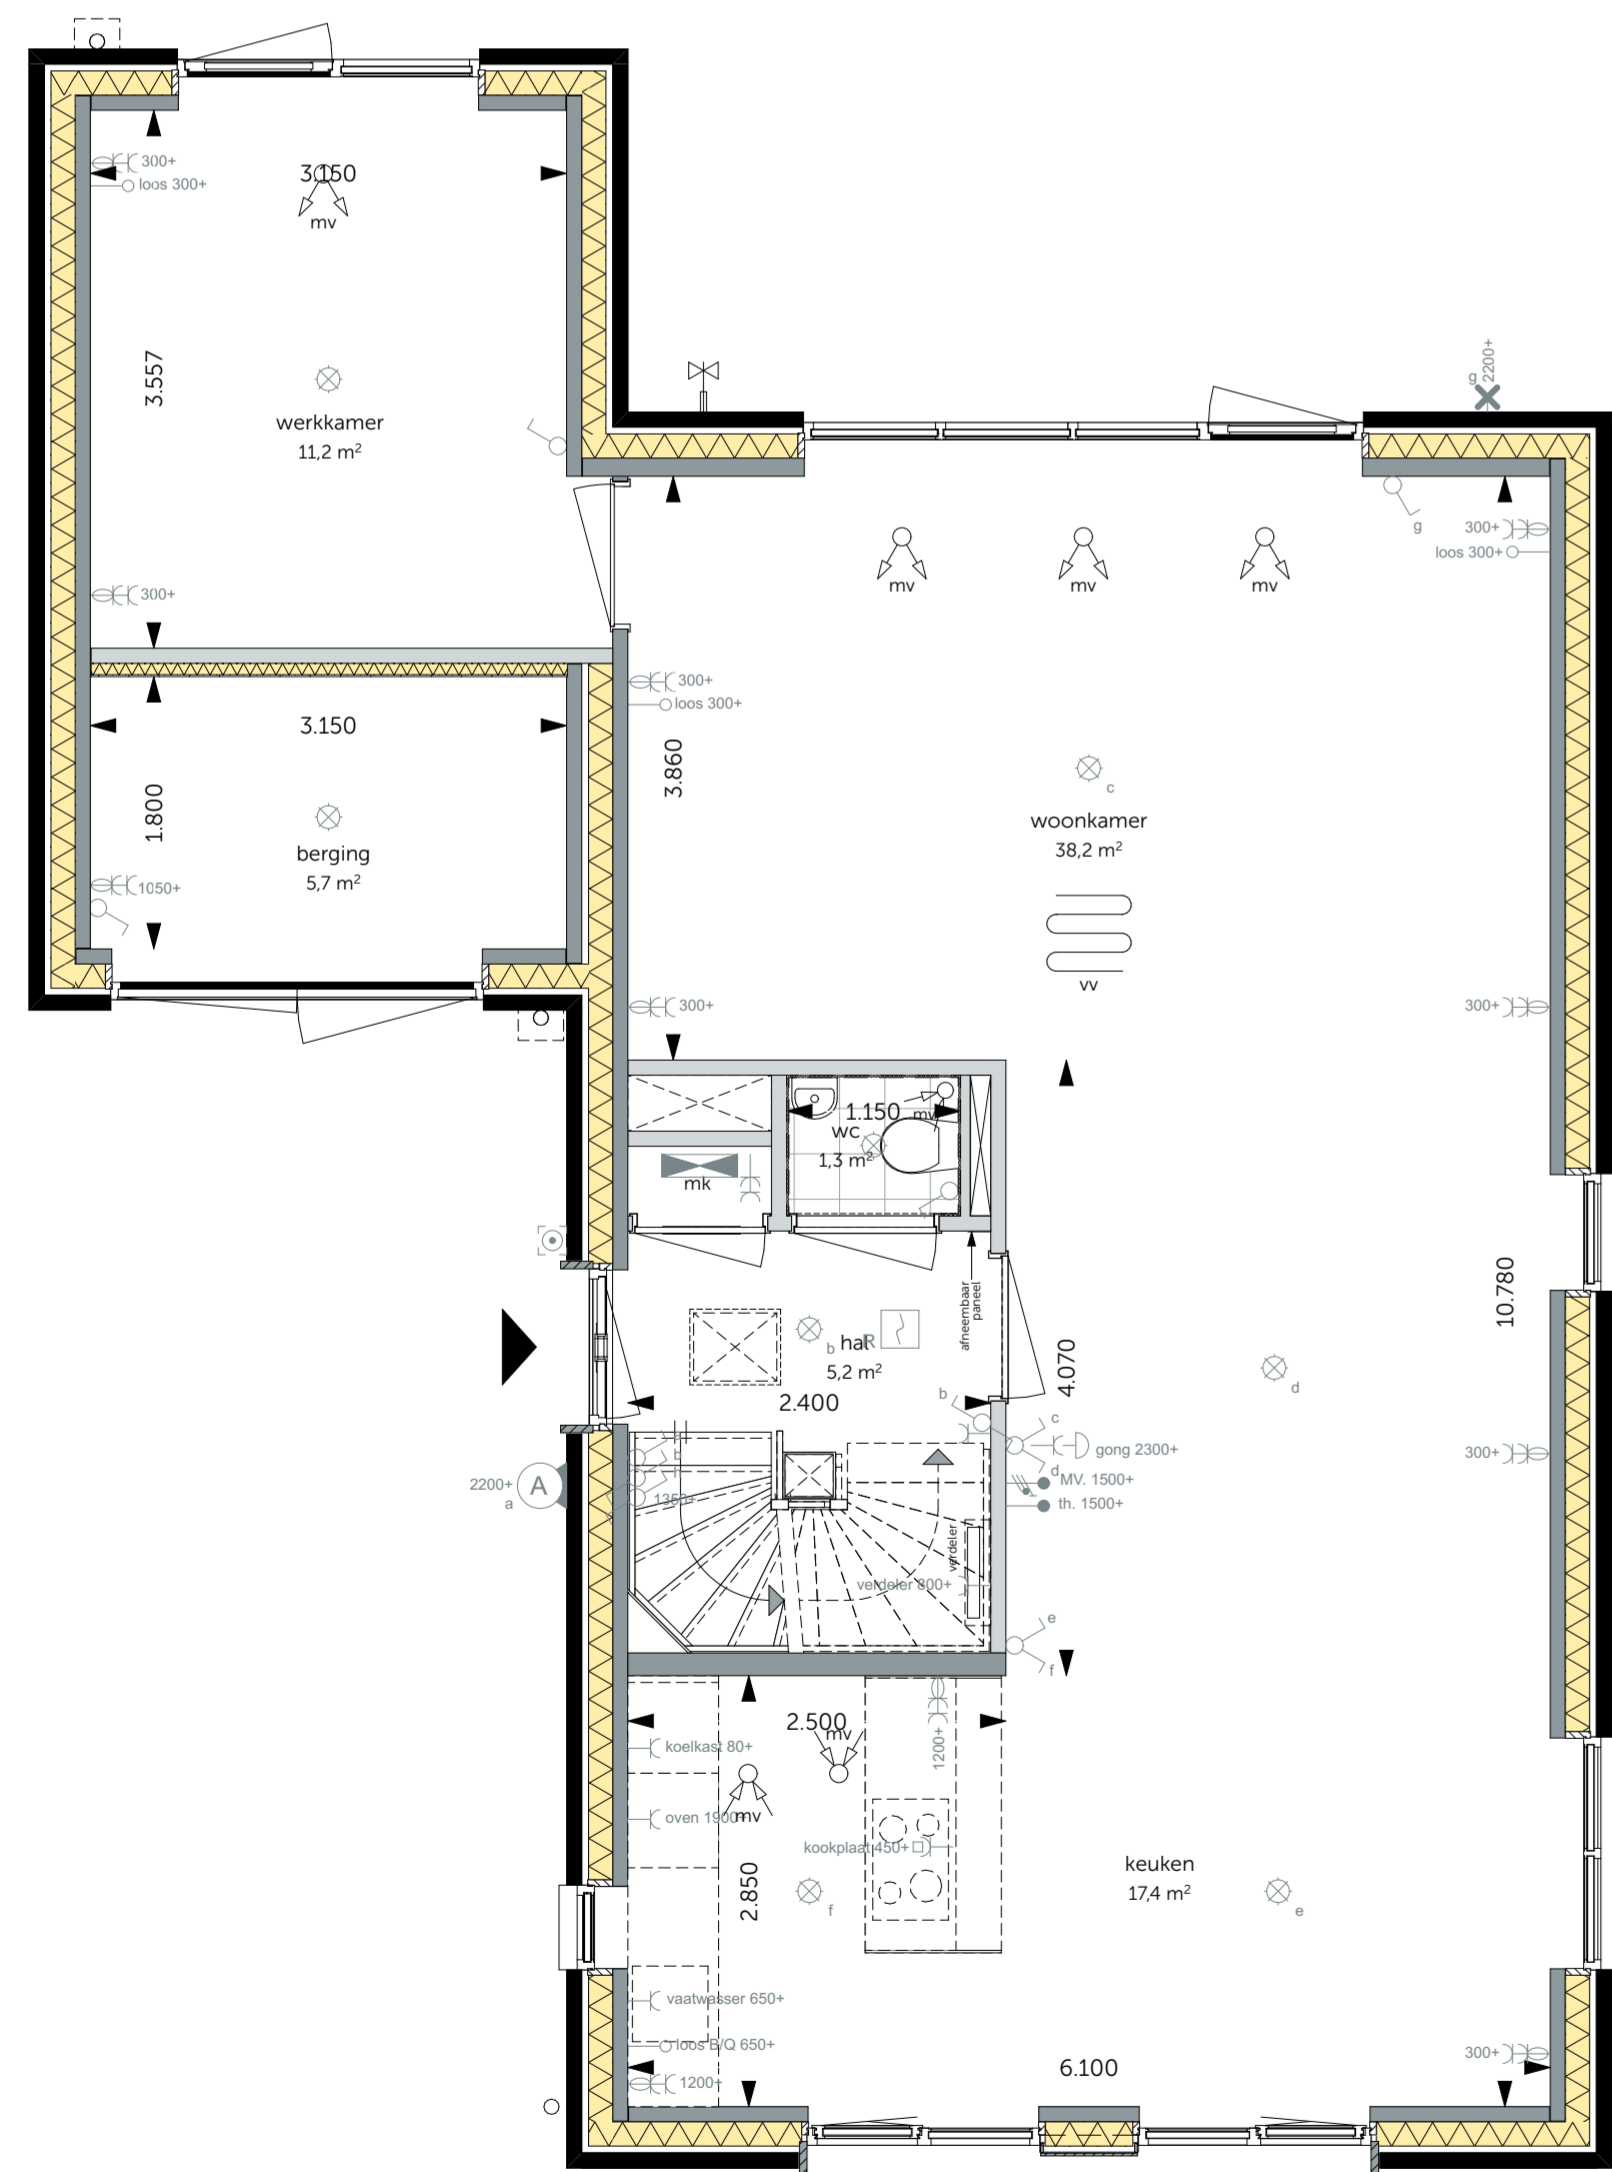 300+
loos 300+
3.150
mv
3.557
werkkamer
11,2 m²
300+
3.150
1.800
berging
5,7 m²
1050+
g
2200+
mv
mv
mv
g
300+
loos 300+
300+
loos 300+
3.860
c
woonkamer
38,2 m²
vv
300+
300+
1.150
mv
wc
1,3 m²
mk
afneembaar
paneel
b
hal
R
5,2 m²
2.400
4.070
10.780
d
b
c
gong 2300+
d
MV. 1500+
th. 1500+
300+
2200+
A
a
b
1350+
verdeler
verdeler 800+
e
f
2.500
mv
koelkast 80+
1200+
oven 1900+
mv
kookplaat 450+
2.850
f
keuken
17,4 m²
e
vaatwasser 650+
loos B/Q 650+
1200+
6.100
300+